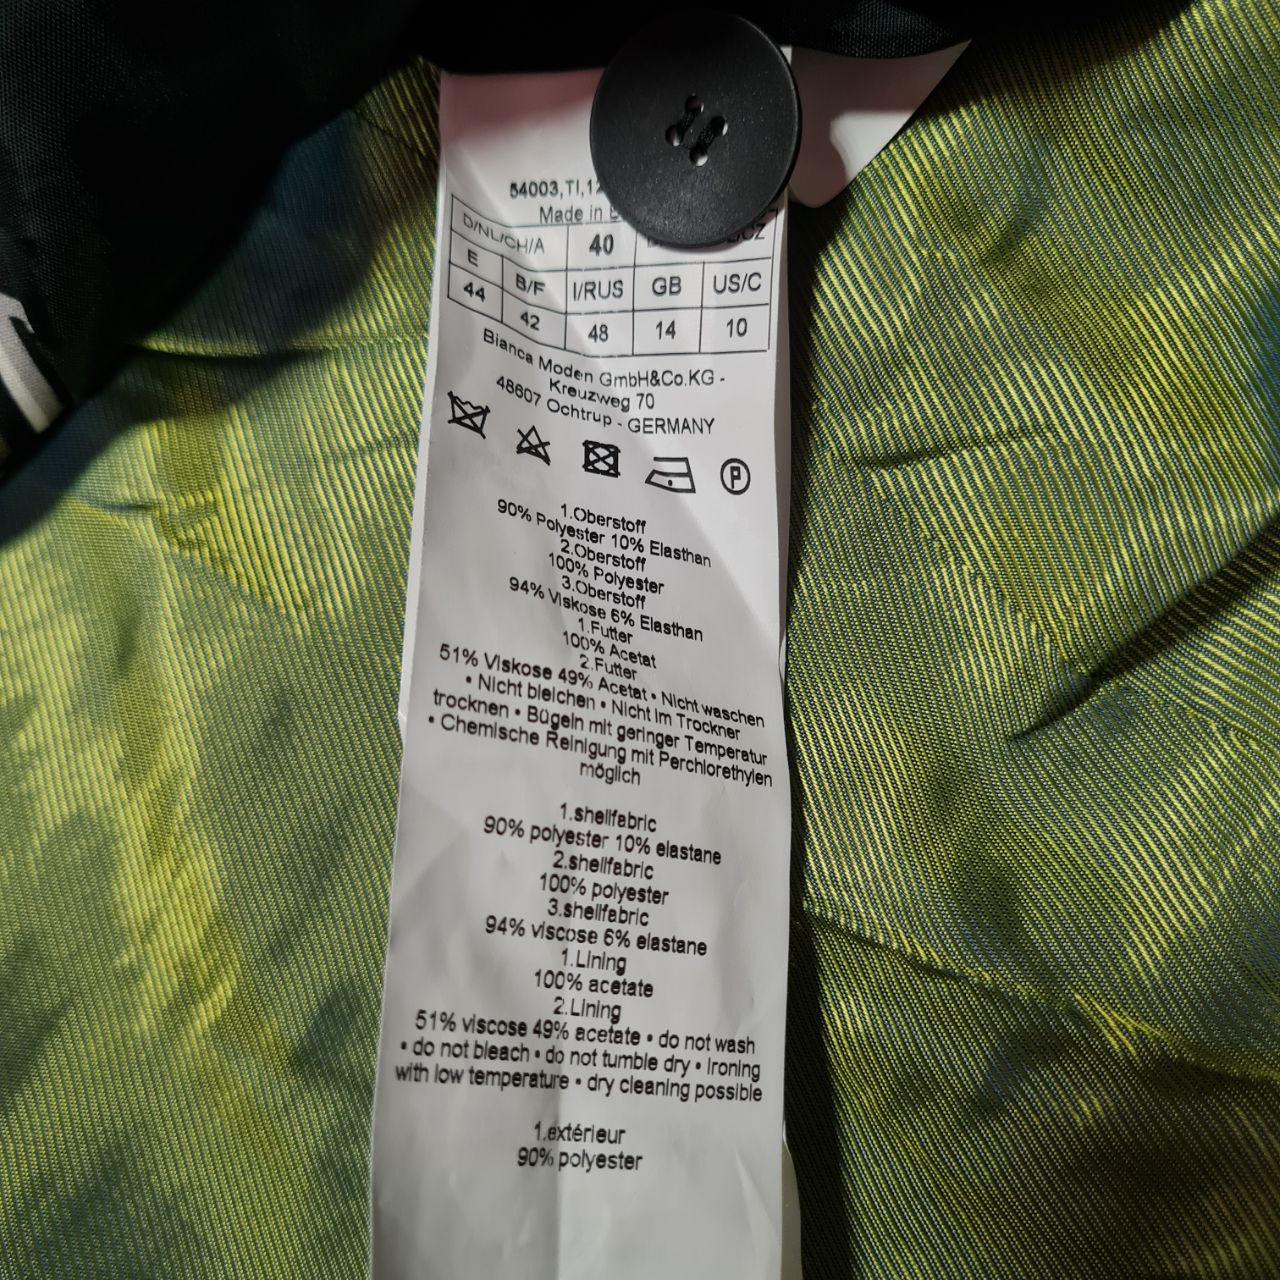 54003,TI,12
Made in
D/NL/CH/A 40
E B/F I/RUS GB US/C
44 42 48 14 10
Bianca Moden GmbH&Co.KG -
Kreuzweg 70
48607 Ochtrup - GERMANY
P
1.Oberstoff
90% Polyester 10% Elasthan
2.Oberstoff
100% Polyester
3.Oberstoff
94% Viskose 6% Elasthan
1.Futter
100% Acetat
2.Futter
51% Viskose 49% Acetat • Nicht waschen
• Nicht bleichen • Nicht im Trockner
trocknen • Bügeln mit geringer Temperatur
• Chemische Reinigung mit Perchlorethylen
möglich
1.shellfabric
90% polyester 10% elastane
2.shellfabric
100% polyester
3.shellfabric
94% viscose 6% elastane
1.Lining
100% acetate
2.Lining
51% viscose 49% acetate • do not wash
• do not bleach • do not tumble dry • Ironing
with low temperature • dry cleaning possible
1.extérieur
90% polyester